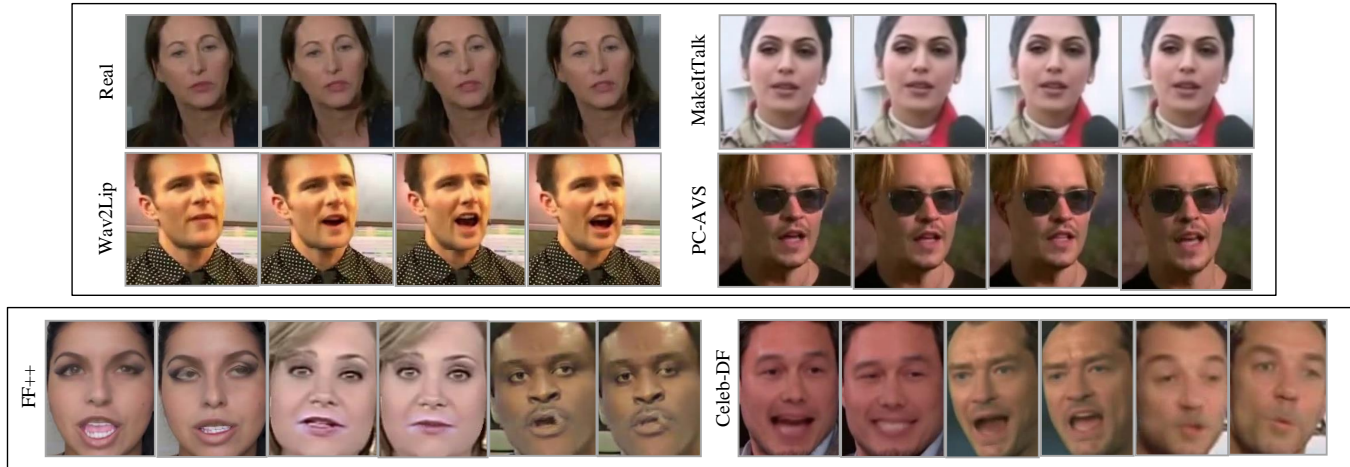 Real
MakeItTalk
Wav2Lip
PC-AVS
FF++
Celeb-DF